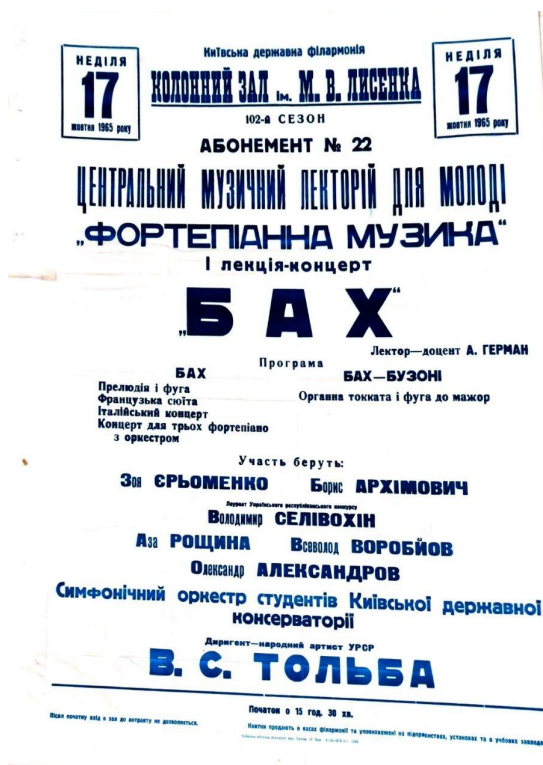 НЕДІЛЯ
17
жовтня 1965 року
Київська державна філармонія
КОЛОННИЙ ЗАЛ ім. М. В. ЛИСЕНКА
102-й СЕЗОН
НЕДІЛЯ
17
жовтня 1965 року
АБОНЕМЕНТ № 22
ЦЕНТРАЛЬНИЙ МУЗИЧНИЙ ЛЕКТОРІЙ ДЛЯ МОЛОДІ
„ФОРТЕПІАННА МУЗИКА“
І лекція-концерт
„БАХ“
Лектор—доцент А. ГЕРМАН
Програма
БАХ
Прелюдія і фуга
Французька сюїта
Італійський концерт
Концерт для трьох фортепіано
з оркестром
БАХ—БУЗОНІ
Органна токката і фуга до мажор
Участь беруть:
Зоя ЄРЬОМЕНКО Борис АРХІМОВИЧ
Лауреат Українського республіканського конкурсу
Володимир СЕЛІВОХІН
Аза РОЩИНА Всеволод ВОРОБЙОВ
Олександр АЛЕКСАНДРОВ
Симфонічний оркестр студентів Київської державної
консерваторії
Диригент—народний артист УРСР
В. С. ТОЛЬБА
Початок о 15 год. 30 хв.
Після початку вхід в зал до антракту не дозволяється.
Квитки продають в касах філармонії та уповноважені на підприємствах, установах та в учбових закладах